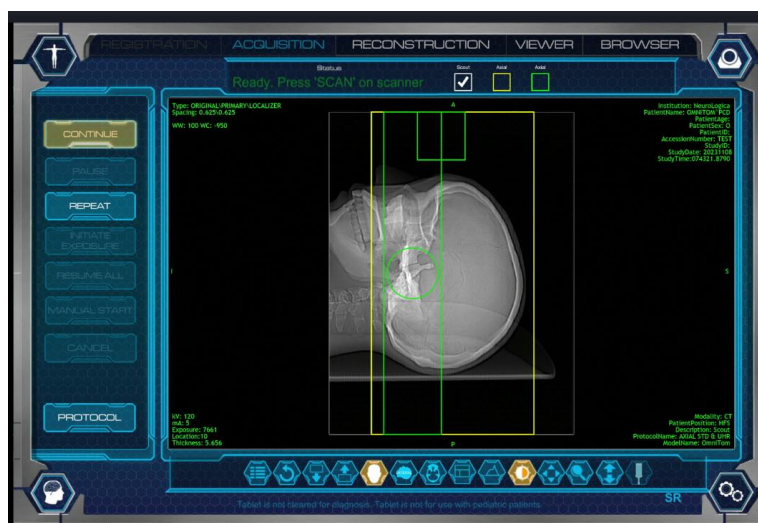 REGISTRATION ACQUISITION RECONSTRUCTION VIEWER BROWSER
Status
Ready. Press 'SCAN' on scanner
Scout Axial Axial
CONTINUE
PAUSE
REPEAT
INITIATE
EXPOSURE
RESUME ALL
MANUAL START
CANCEL
PROTOCOL
Type: ORIGINAL\PRIMARY\LOCALIZER
Spacing: 0.625\0.625
WW: 100 WC: -950
A
Institution: NeuroLogica
PatientName: OMNITOM^PCD
PatientAge:
PatientSex: O
PatientID:
AccessionNumber: TEST
StudyID:
StudyDate: 20231108
StudyTime:074321.8790
I
S
kV: 120
mA: 5
Exposure: 7661
Location:10
Thickness: 5.656
P
Modality: CT
PatientPosition: HFS
Description: Scout
ProtocolName: AXIAL STD & UHR
ModelName: OmniTom
SR
Tablet is not cleared for diagnosis. Tablet is not for use with pediatric patients.